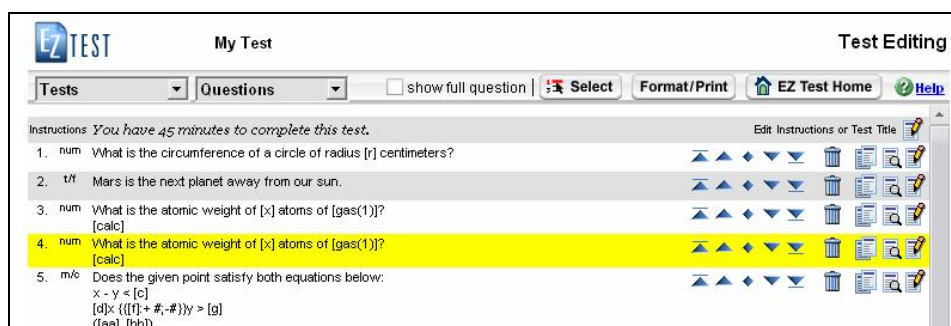 EZ TEST My Test Test Editing
Tests Questions show full question | Select Format/Print EZ Test Home Help
Instructions You have 45 minutes to complete this test. Edit Instructions or Test Title
1. num What is the circumference of a circle of radius [r] centimeters?
2. t/f Mars is the next planet away from our sun.
3. num What is the atomic weight of [x] atoms of [gas(1)]?
[calc]
4. num What is the atomic weight of [x] atoms of [gas(1)]?
[calc]
5. m/c Does the given point satisfy both equations below:
x - y < [c]
[d]x {([f]:+ #;-#}}y > [g]
([aa], [bb])